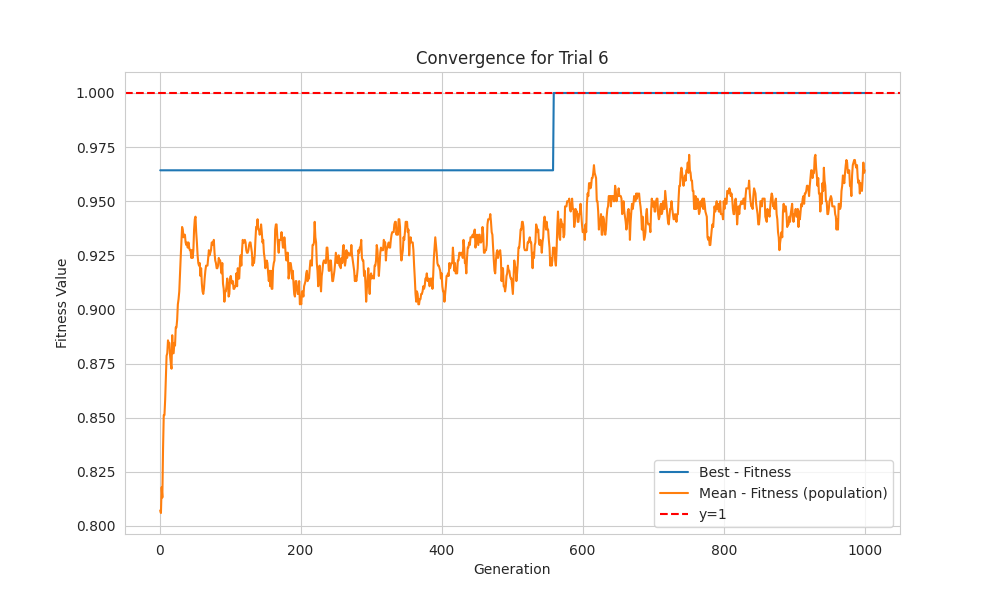 Convergence for Trial 6
Fitness Value
1.000
0.975
0.950
0.925
0.900
0.875
0.850
0.825
0.800
Best - Fitness
Mean - Fitness (population)
y=1
0 200 400 600 800 1000
Generation